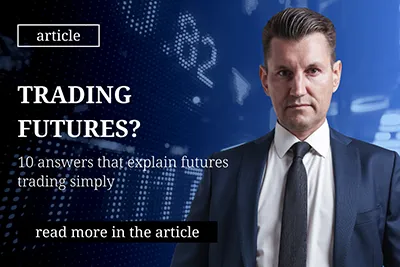 article
TRADING
FUTURES?
10 answers that explain futures
trading simply
read more in the article